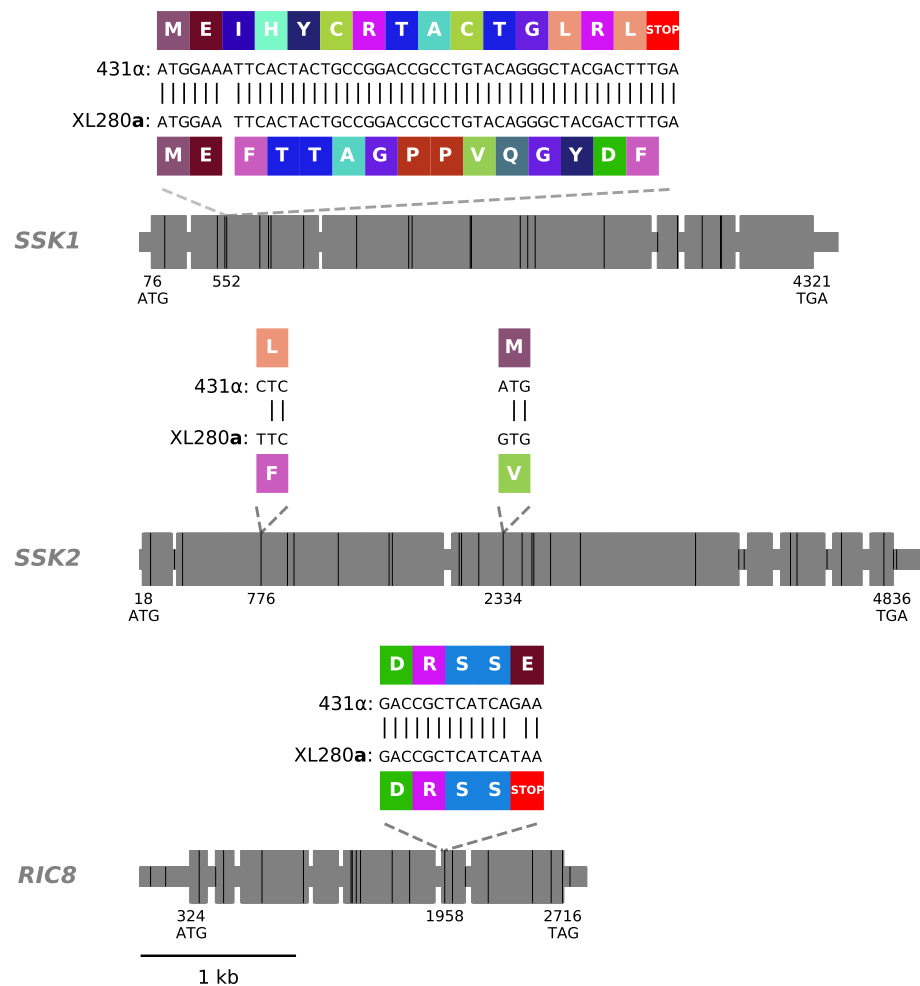 M E I H Y C R T A C T G L R L STOP
431α: ATGGAAATTCACTACTGCCGGACCGCCTGTACAGGGCTACGACTTTGA
XL280a: ATGGAA TTCACTACTGCCGGACCGCCTGTACAGGGCTACGACTTTGA
M E F T T A G P P V Q G Y D F
SSK1
76 552 4321
ATG TGA
L M
431α: CTC ATG
XL280a: TTC GTG
F V
SSK2
18 776 2334 4836
ATG TGA
D R S S E
431α: GACCGCTCATCAGAA
XL280a: GACCGCTCATCATAA
D R S S STOP
RIC8
324 1958 2716
ATG TAG
1 kb